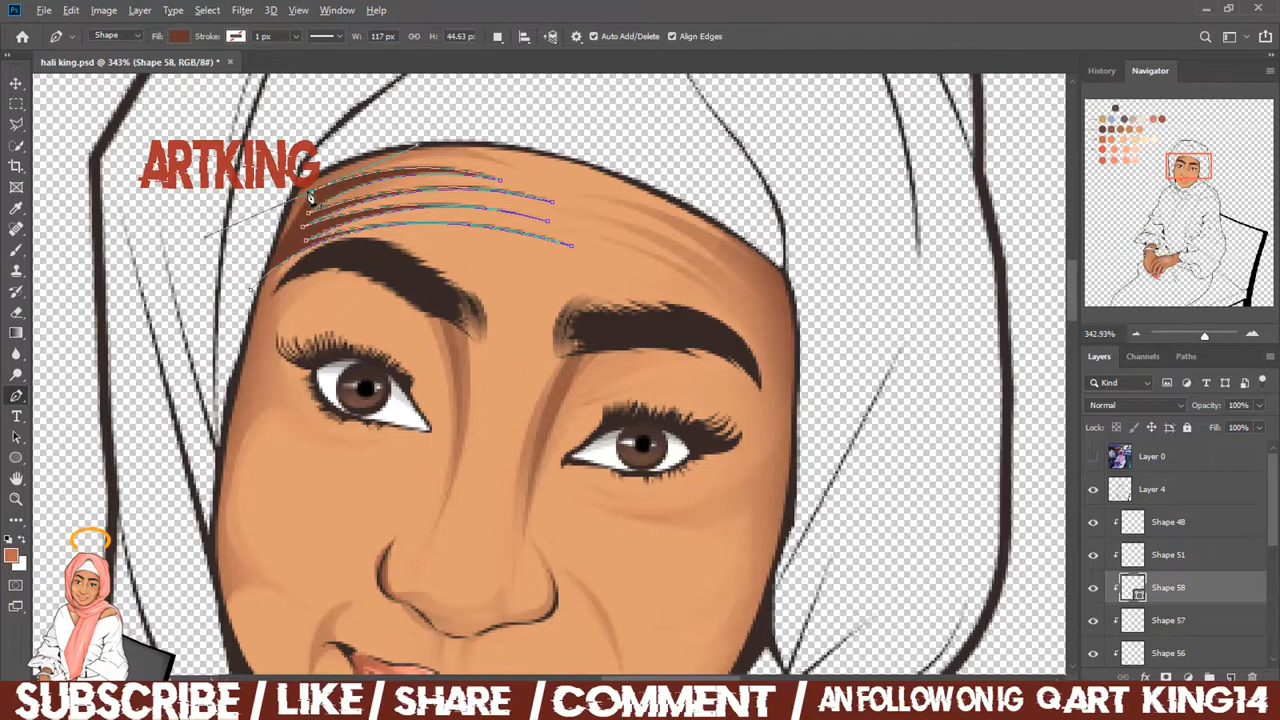 Ps File Edit Image Layer Type Select Filter 3D View Window Help
Shape Fill: Stroke: 1 px W: 117 px H: 44.63 p: Auto Add/Delete Align Edges
hali king.psd @ 343% (Shape 58, RGB/8#) * ×
History Navigator
ARTKING
342.93%
Layers Channels Paths
Kind
Normal Opacity: 100%
Lock: Fill: 100%
Layer 0
Layer 4
Shape 48
Shape 51
Shape 58
Shape 57
Shape 56
SUBSCRIBE / LIKE / SHARE / COMMENT / AN FOLLOW ON IG Q.ART KING14